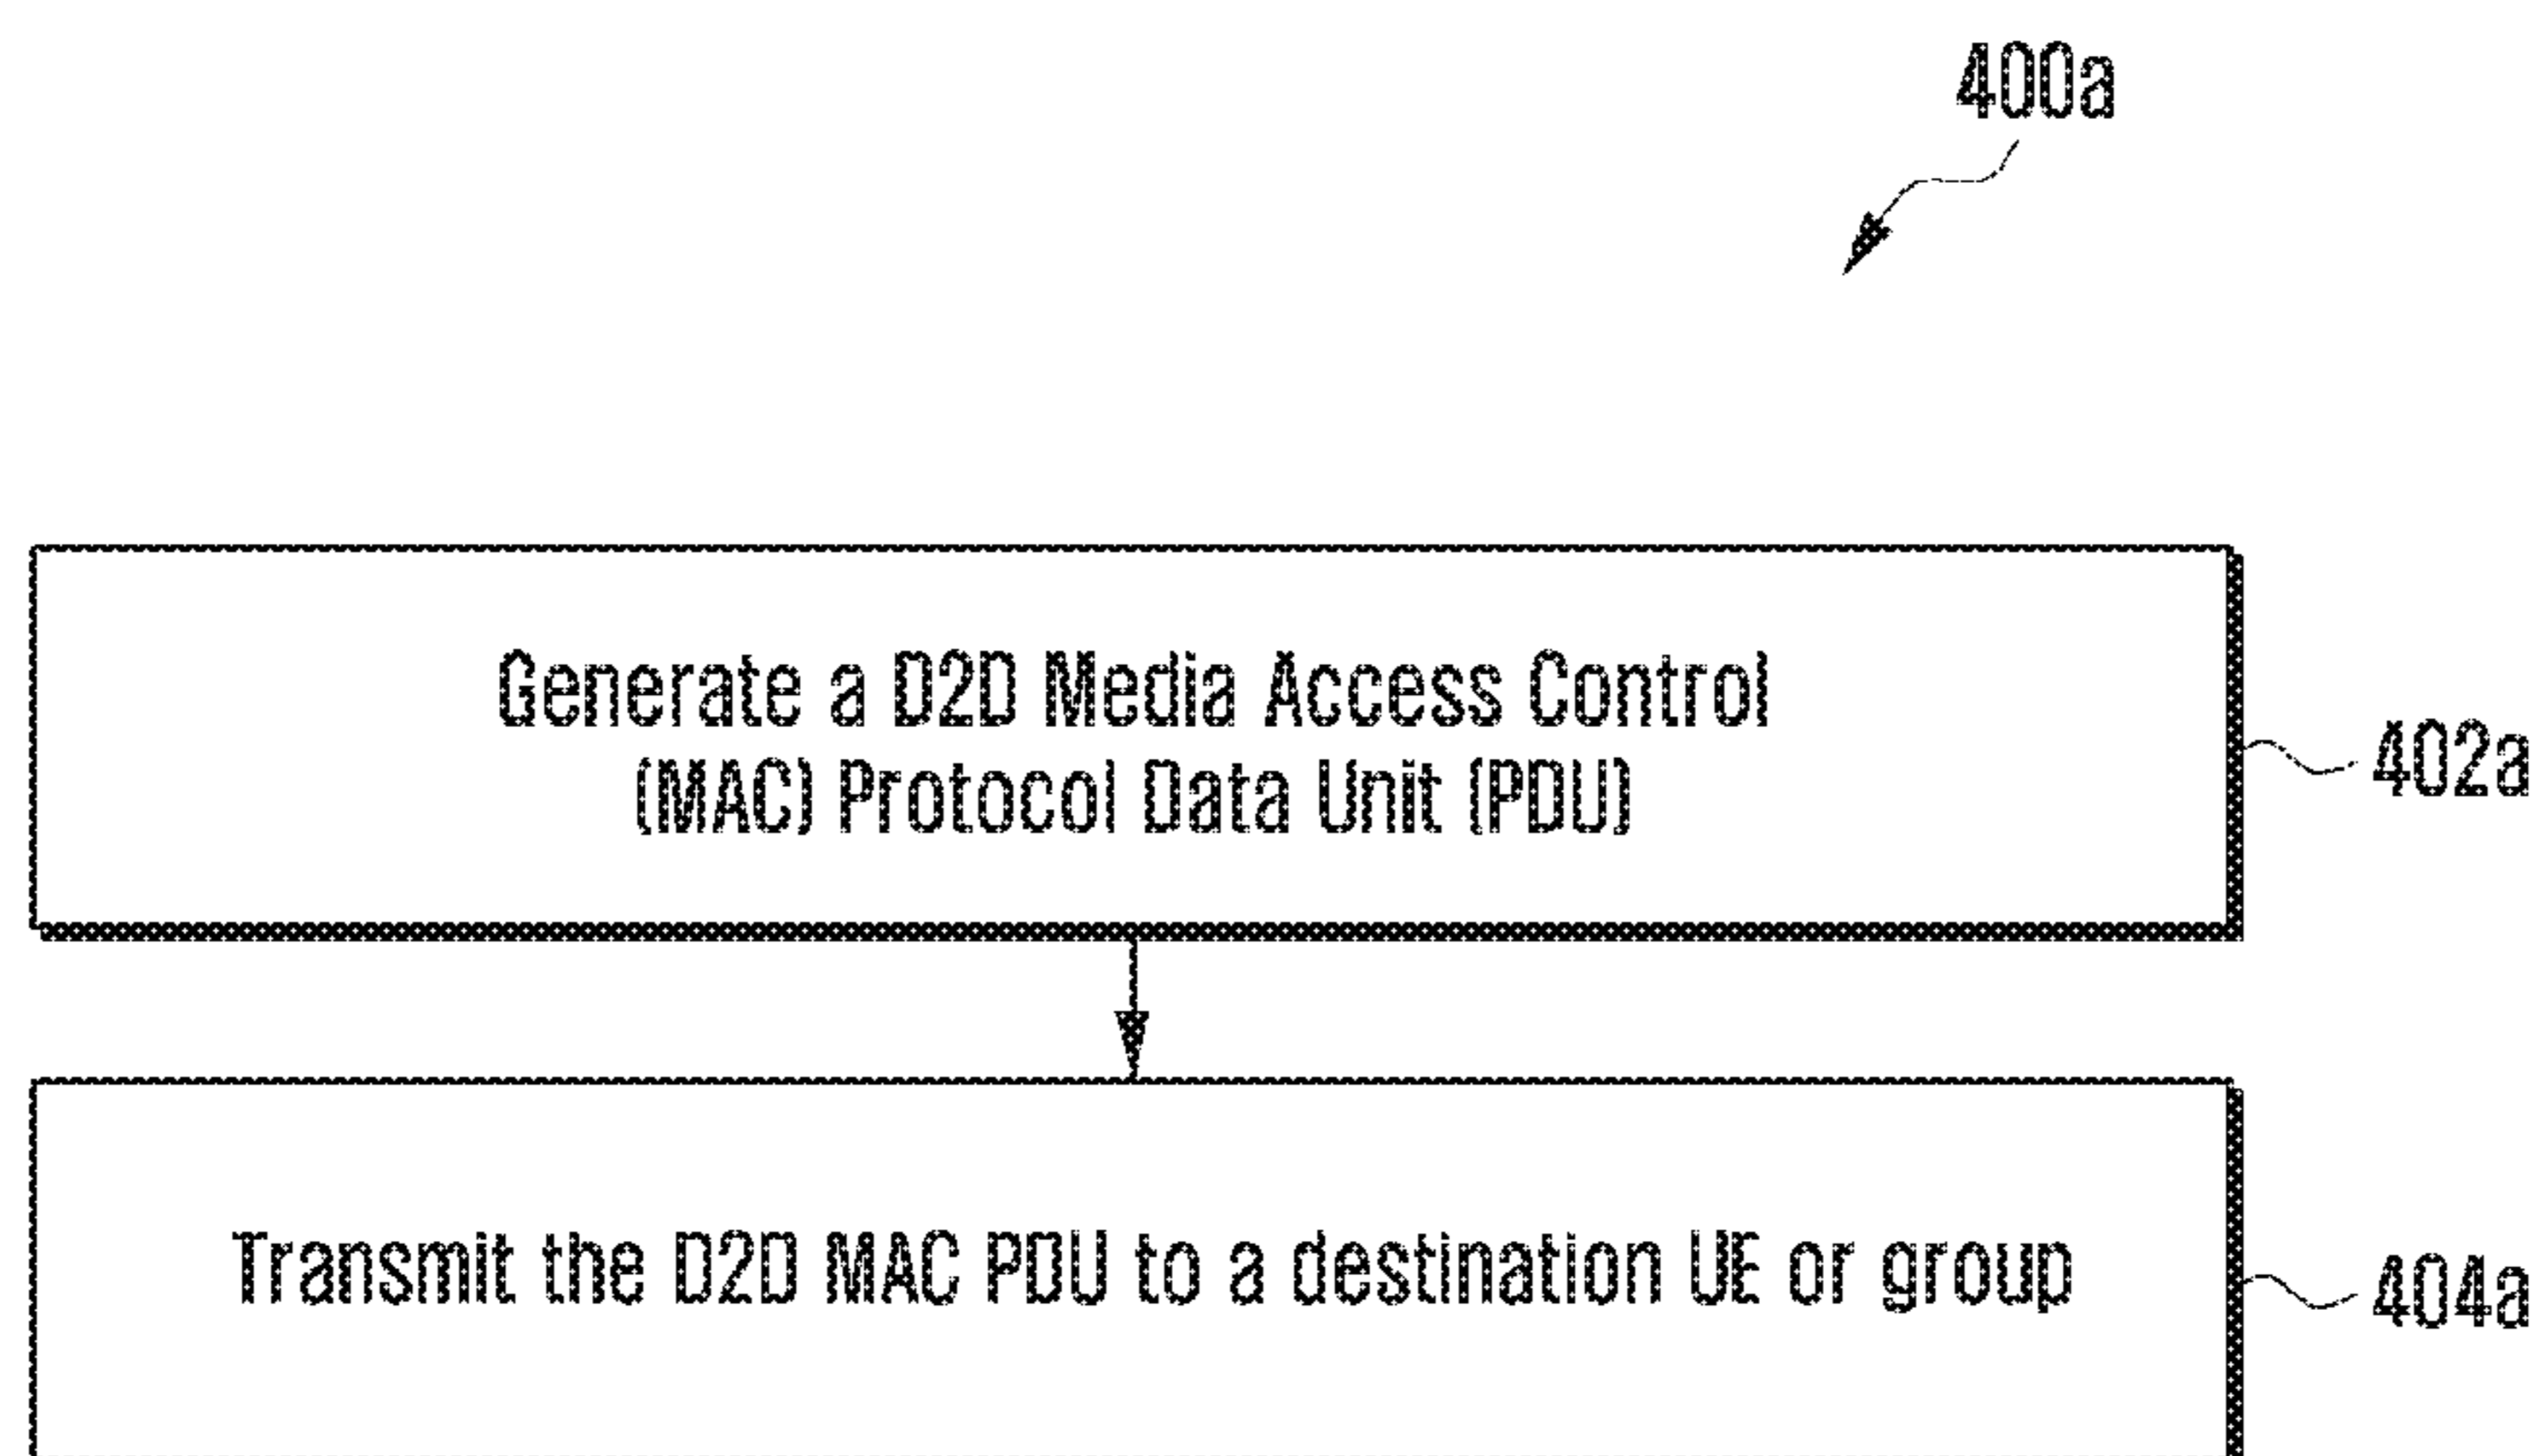 400a
Generate a D2D Media Access Control
(MAC) Protocol Data Unit (PDU)
402a
Transmit the D2D MAC PDU to a destination UE or group
404a